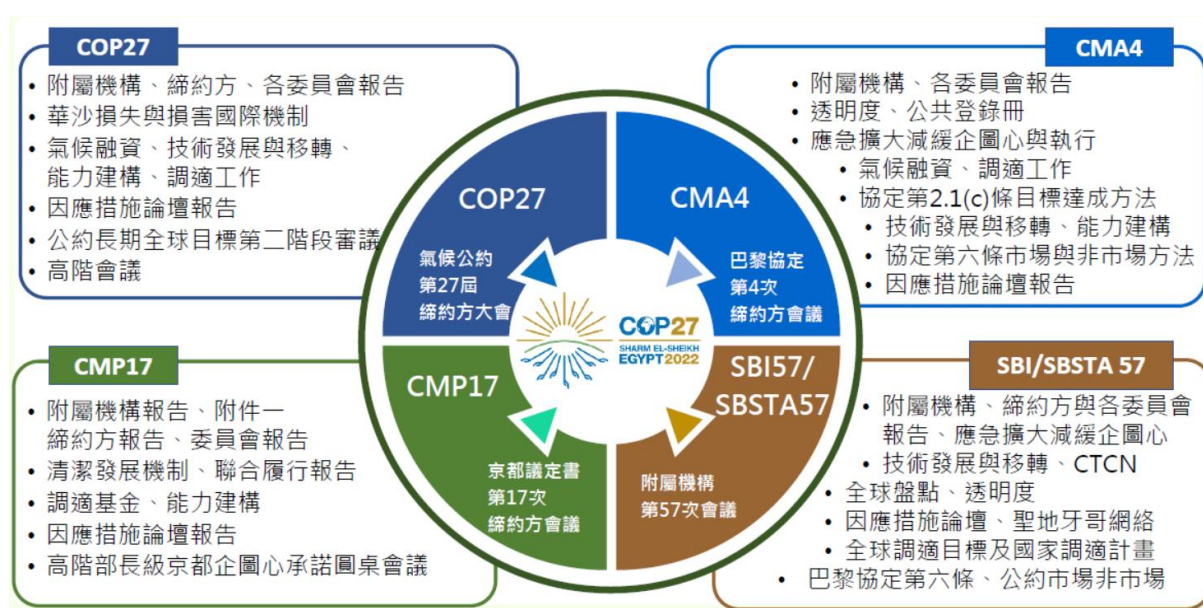 COP27
• 附屬機構、締約方、各委員會報告
• 華沙損失與損害國際機制
• 氣候融資、技術發展與移轉、
能力建構、調適工作
• 因應措施論壇報告
• 公約長期全球目標第二階段審議
• 高階會議
CMA4
• 附屬機構、各委員會報告
• 透明度、公共登錄冊
• 應急擴大減緩企圖心與執行
• 氣候融資、調適工作
• 協定第2.1(c)條目標達成方法
• 技術發展與移轉、能力建構
• 協定第六條市場與非市場方法
• 因應措施論壇報告
COP27
氣候公約
第27屆
締約方大會
CMA4
巴黎協定
第4次
締約方會議
COP27
SHARM EL-SHEIKH
EGYPT2022
CMP17
京都議定書
第17次
締約方會議
SBI57/
SBSTA57
附屬機構
第57次會議
CMP17
• 附屬機構報告、附件一
締約方報告、委員會報告
• 清潔發展機制、聯合履行報告
• 調適基金、能力建構
• 因應措施論壇報告
• 高階部長級京都企圖心承諾圓桌會議
SBI/SBSTA 57
• 附屬機構、締約方與各委員會
報告、應急擴大減緩企圖心
• 技術發展與移轉、CTCN
• 全球盤點、透明度
• 因應措施論壇、聖地牙哥網絡
• 全球調適目標及國家調適計畫
• 巴黎協定第六條、公約市場非市場